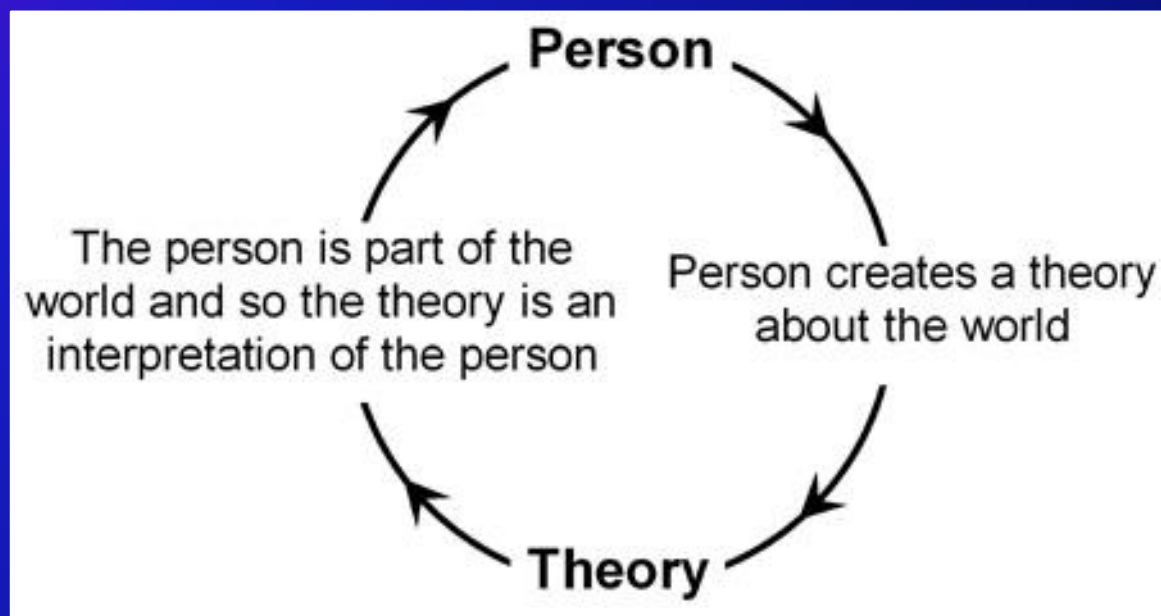 Person
Person creates a theory
about the world
Theory
The person is part of the
world and so the theory is an
interpretation of the person